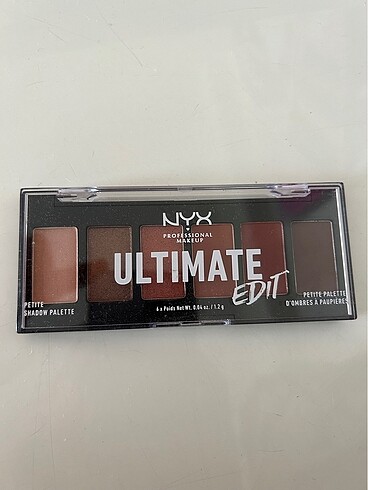 NYX
PROFESSIONAL
MAKEUP
ULTIMATE
EDIT
PETITE
SHADOW PALETTE
PETITE PALETTE
D'OMBRES À PAUPIÈRES
6 x Poids Net Wt. 0.04 oz. / 1.2 g